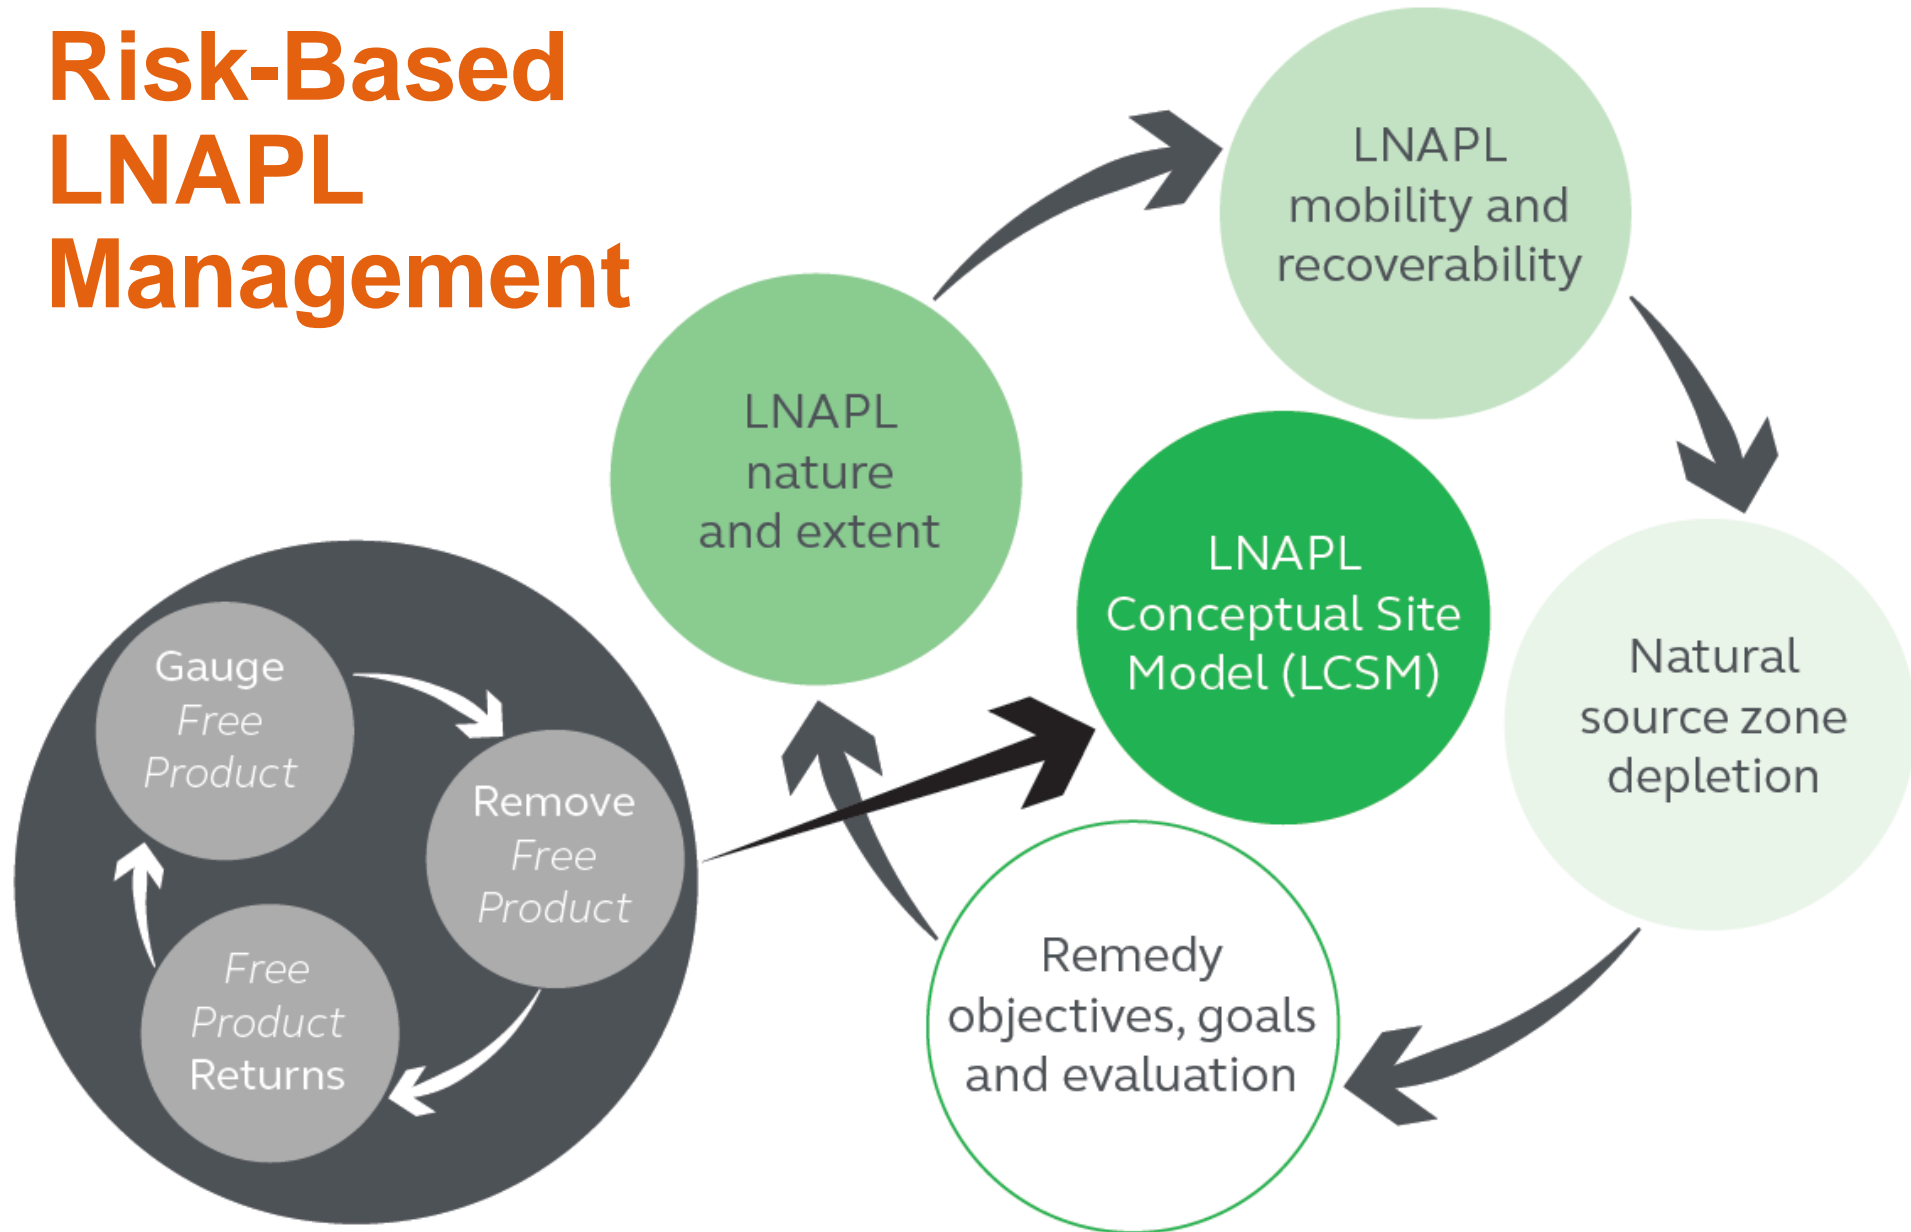 Risk-Based
LNAPL
Management
LNAPL
mobility and
recoverability
LNAPL
nature
and extent
LNAPL
Conceptual Site
Model (LCSM)
Natural
source zone
depletion
Remedy
objectives, goals
and evaluation
Gauge
Free
Product
Remove
Free
Product
Free
Product
Returns